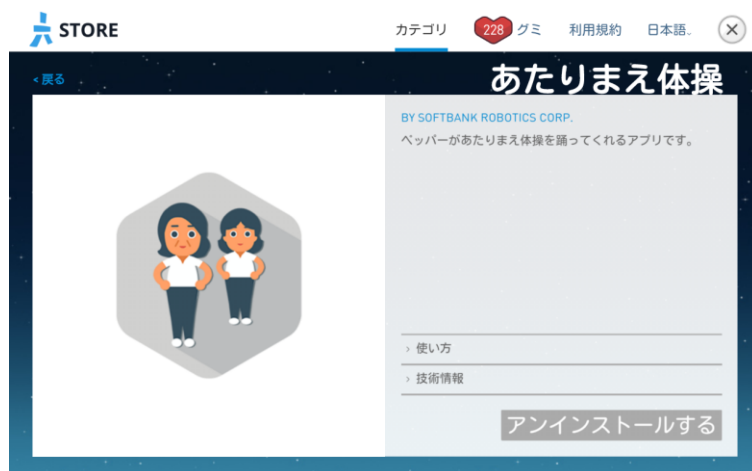 STORE
カテゴリ
228 グミ
利用規約
日本語
< 戻る
あたりまえ体操
BY SOFTBANK ROBOTICS CORP.
ペッパーがあたりまえ体操を踊ってくれるアプリです。
› 使い方
› 技術情報
アンインストールする